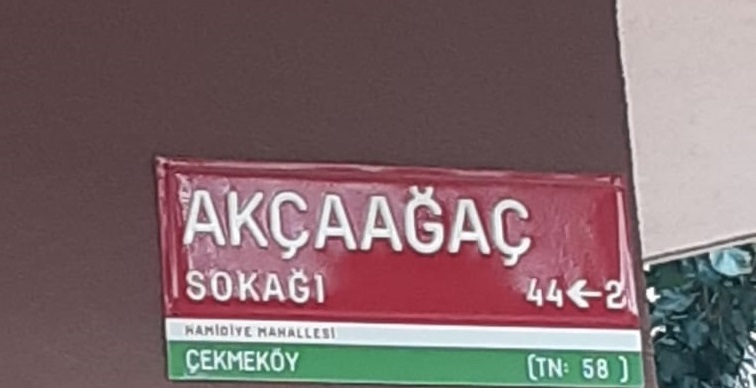 AKÇAAĞAÇ
SOKAĞI 44←2
HAMİDİYE MAHALLESİ
ÇEKMEKÖY (TN: 58 )